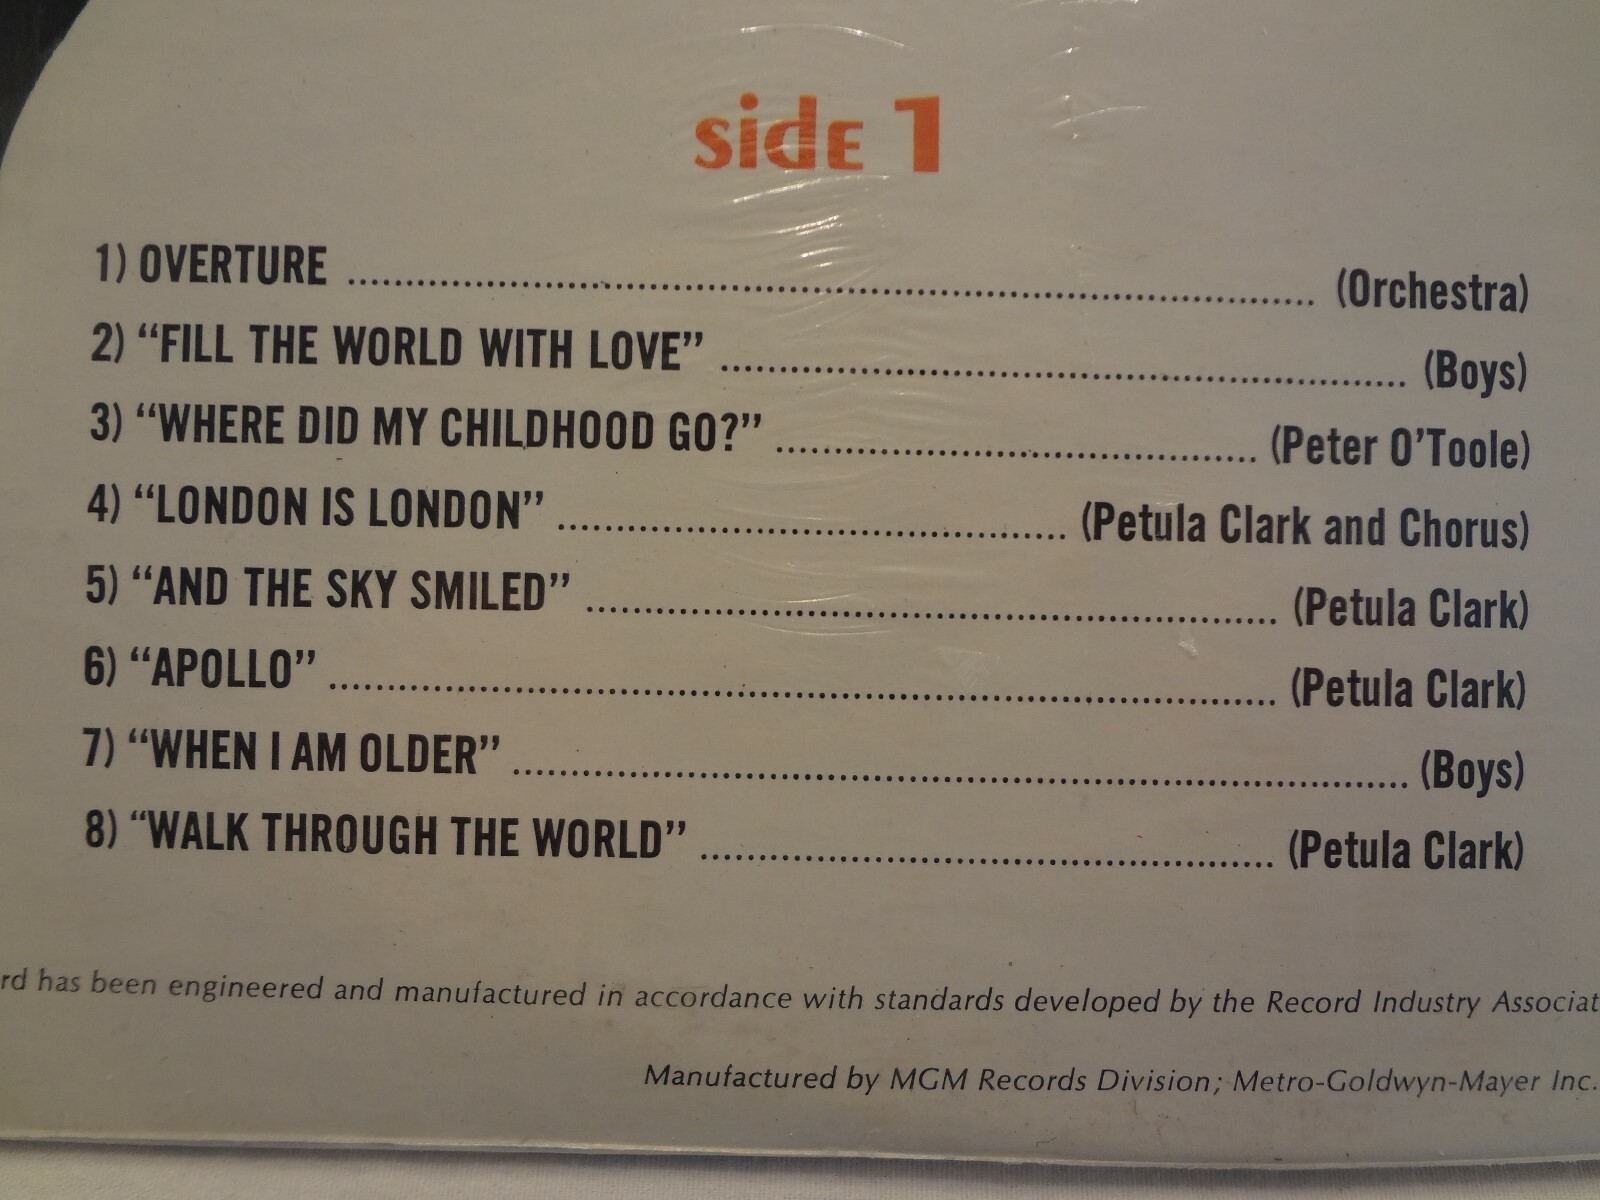 side 1
1) OVERTURE ........................ (Orchestra)
2) “FILL THE WORLD WITH LOVE” ........................ (Boys)
3) “WHERE DID MY CHILDHOOD GO?” ........................ (Peter O'Toole)
4) “LONDON IS LONDON” ........................ (Petula Clark and Chorus)
5) “AND THE SKY SMILED” ........................ (Petula Clark)
6) “APOLLO” ........................ (Petula Clark)
7) “WHEN I AM OLDER” ........................ (Boys)
8) “WALK THROUGH THE WORLD” ........................ (Petula Clark)
rd has been engineered and manufactured in accordance with standards developed by the Record Industry Associat
Manufactured by MGM Records Division; Metro-Goldwyn-Mayer Inc.